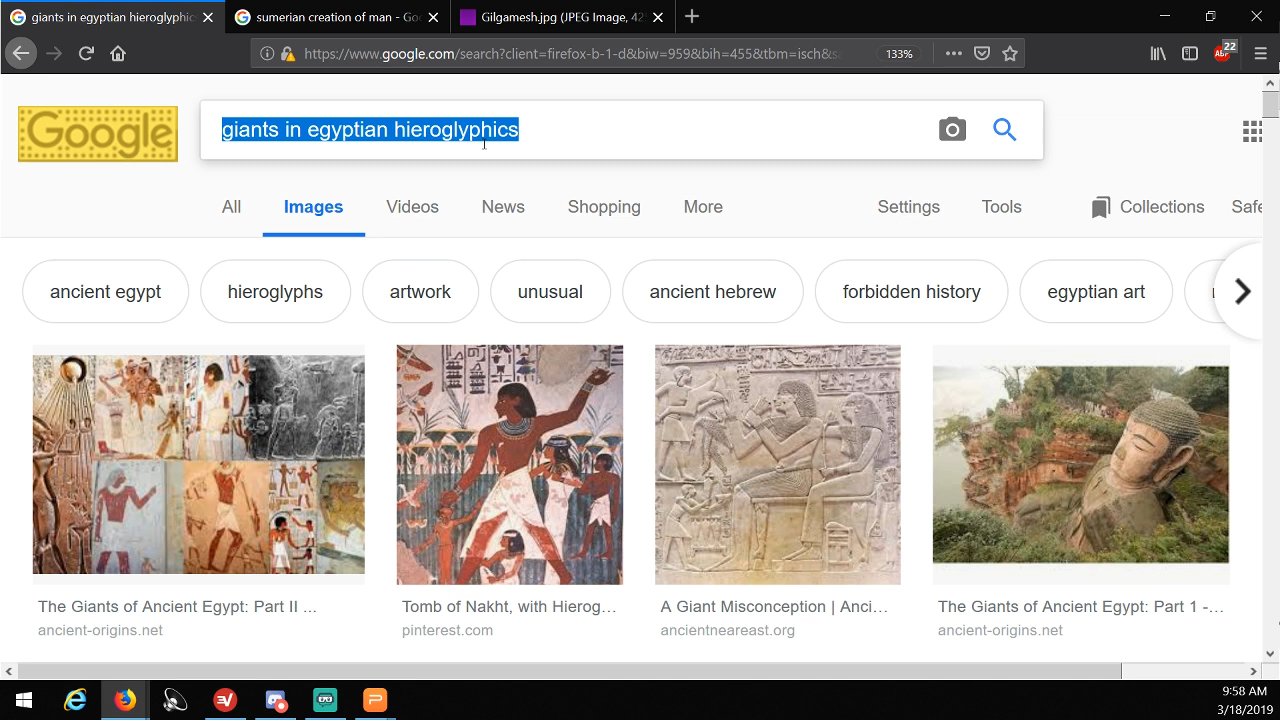 giants in egyptian hieroglyphic
sumerian creation of man - Goo
Gilgamesh.jpg (JPEG Image, 42
https://www.google.com/search?client=firefox-b-1-d&biw=959&bih=455&tbm=isch&s
133%
ABP
22
Google
giants in egyptian hieroglyphics
All
Images
Videos
News
Shopping
More
Settings
Tools
Collections
Safe
ancient egypt
hieroglyphs
artwork
unusual
ancient hebrew
forbidden history
egyptian art
The Giants of Ancient Egypt: Part II ...
Tomb of Nakht, with Hierog...
A Giant Misconception | Anci...
The Giants of Ancient Egypt: Part 1 -...
ancient-origins.net
pinterest.com
ancientneareast.org
ancient-origins.net
9:58 AM
3/18/2019